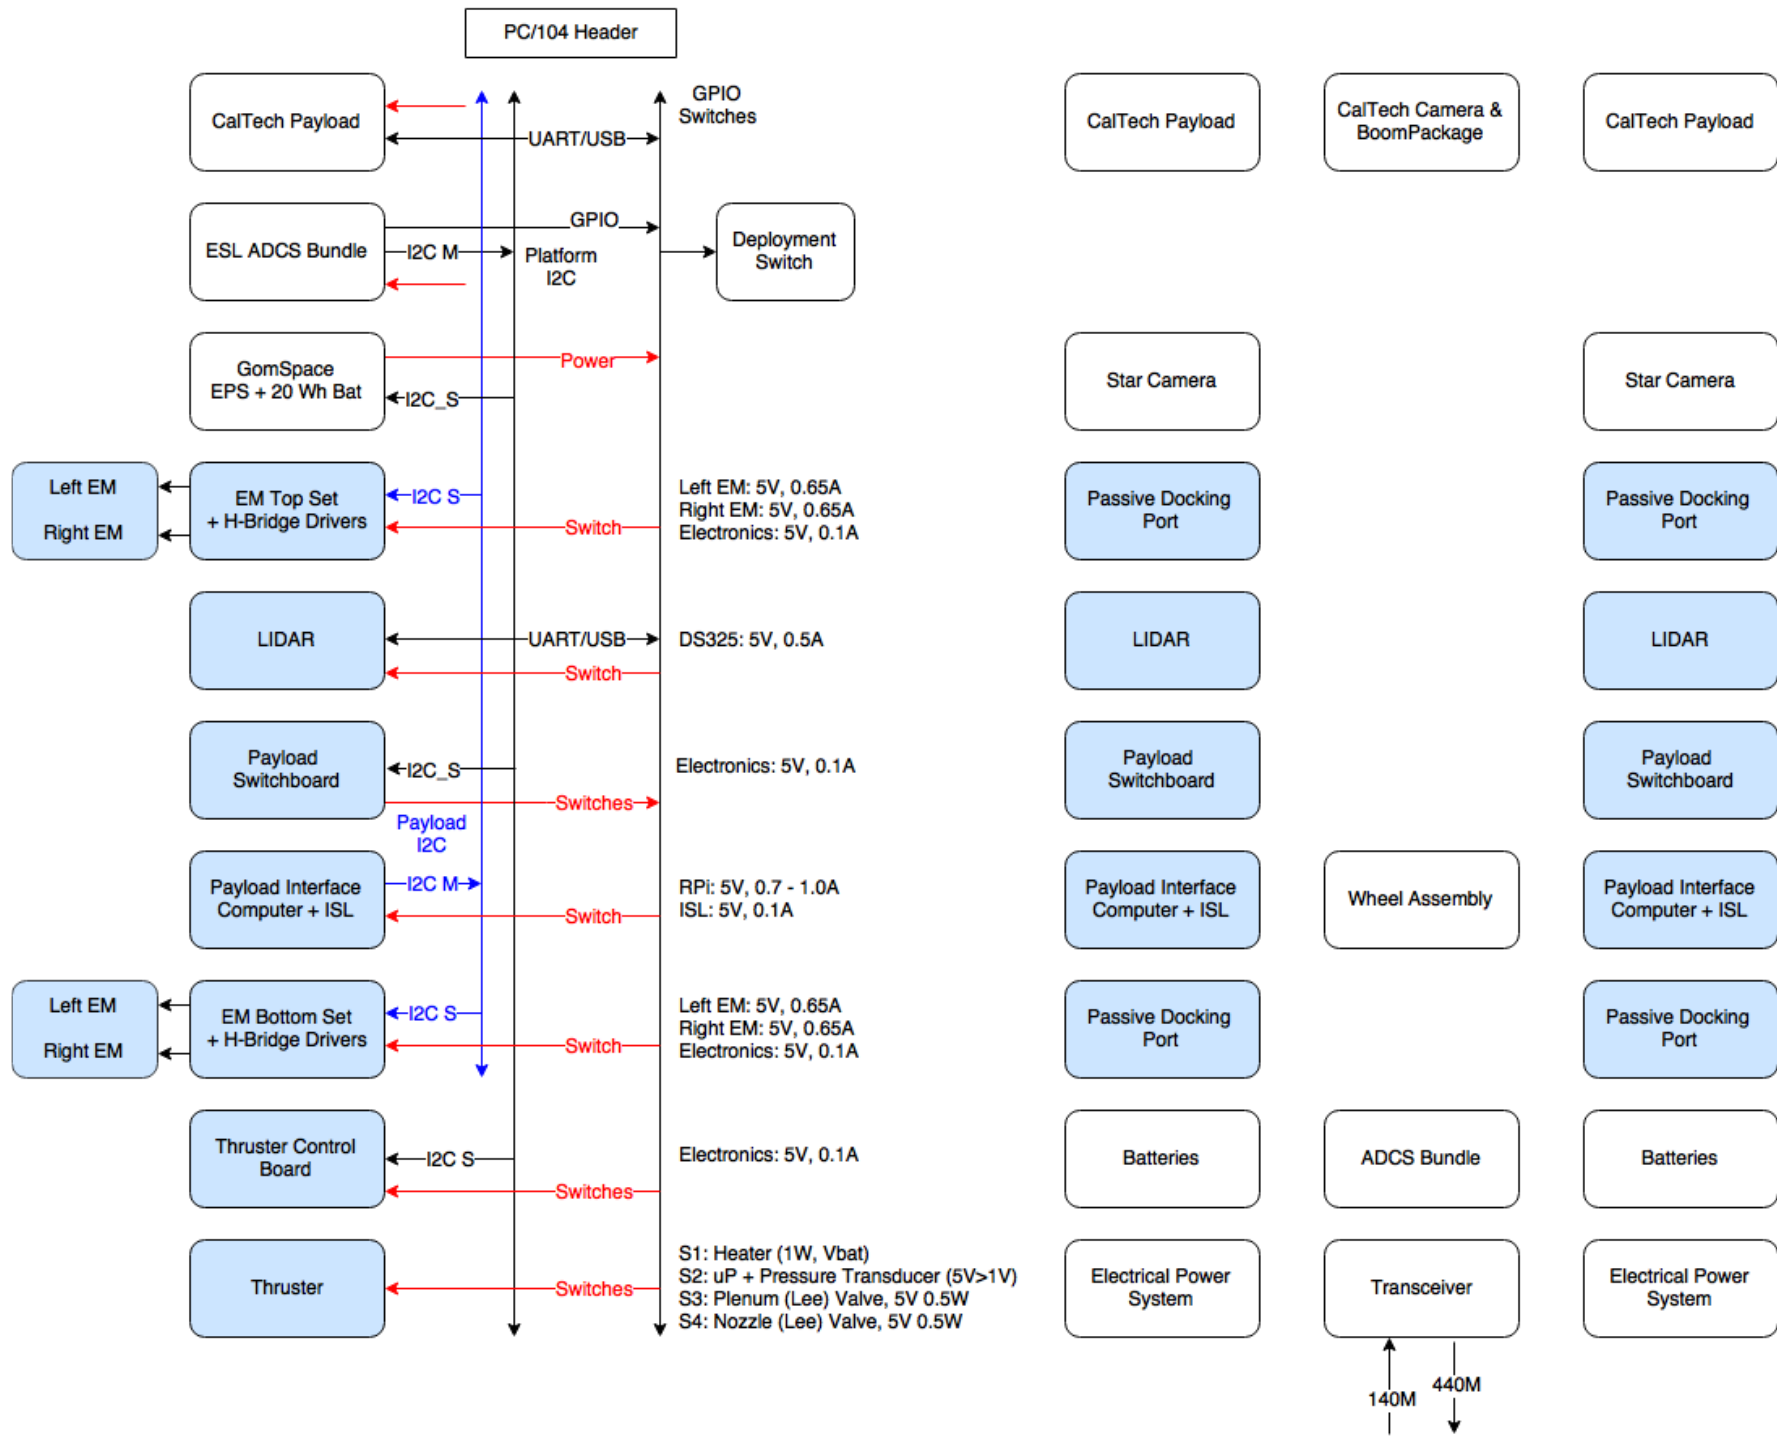 PC/104 Header
CalTech Payload
UART/USB
GPIO
Switches
CalTech Payload
CalTech Camera &
BoomPackage
CalTech Payload
ESL ADCS Bundle
GPIO
I2C M
Platform
I2C
Deployment
Switch
GomSpace
EPS + 20 Wh Bat
Power
I2C_S
Star Camera
Star Camera
Left EM
Right EM
EM Top Set
+ H-Bridge Drivers
I2C S
Switch
Left EM: 5V, 0.65A
Right EM: 5V, 0.65A
Electronics: 5V, 0.1A
Passive Docking
Port
Passive Docking
Port
LIDAR
UART/USB
Switch
DS325: 5V, 0.5A
LIDAR
LIDAR
Payload
Switchboard
I2C_S
Switches
Electronics: 5V, 0.1A
Payload
Switchboard
Payload
Switchboard
Payload
I2C
Payload Interface
Computer + ISL
I2C M
Switch
RPi: 5V, 0.7 - 1.0A
ISL: 5V, 0.1A
Payload Interface
Computer + ISL
Wheel Assembly
Payload Interface
Computer + ISL
Left EM
Right EM
EM Bottom Set
+ H-Bridge Drivers
I2C S
Switch
Left EM: 5V, 0.65A
Right EM: 5V, 0.65A
Electronics: 5V, 0.1A
Passive Docking
Port
Passive Docking
Port
Thruster Control
Board
I2C S
Switches
Electronics: 5V, 0.1A
Batteries
ADCS Bundle
Batteries
Thruster
Switches
S1: Heater (1W, Vbat)
S2: uP + Pressure Transducer (5V>1V)
S3: Plenum (Lee) Valve, 5V 0.5W
S4: Nozzle (Lee) Valve, 5V 0.5W
Electrical Power
System
Transceiver
Electrical Power
System
140M
440M